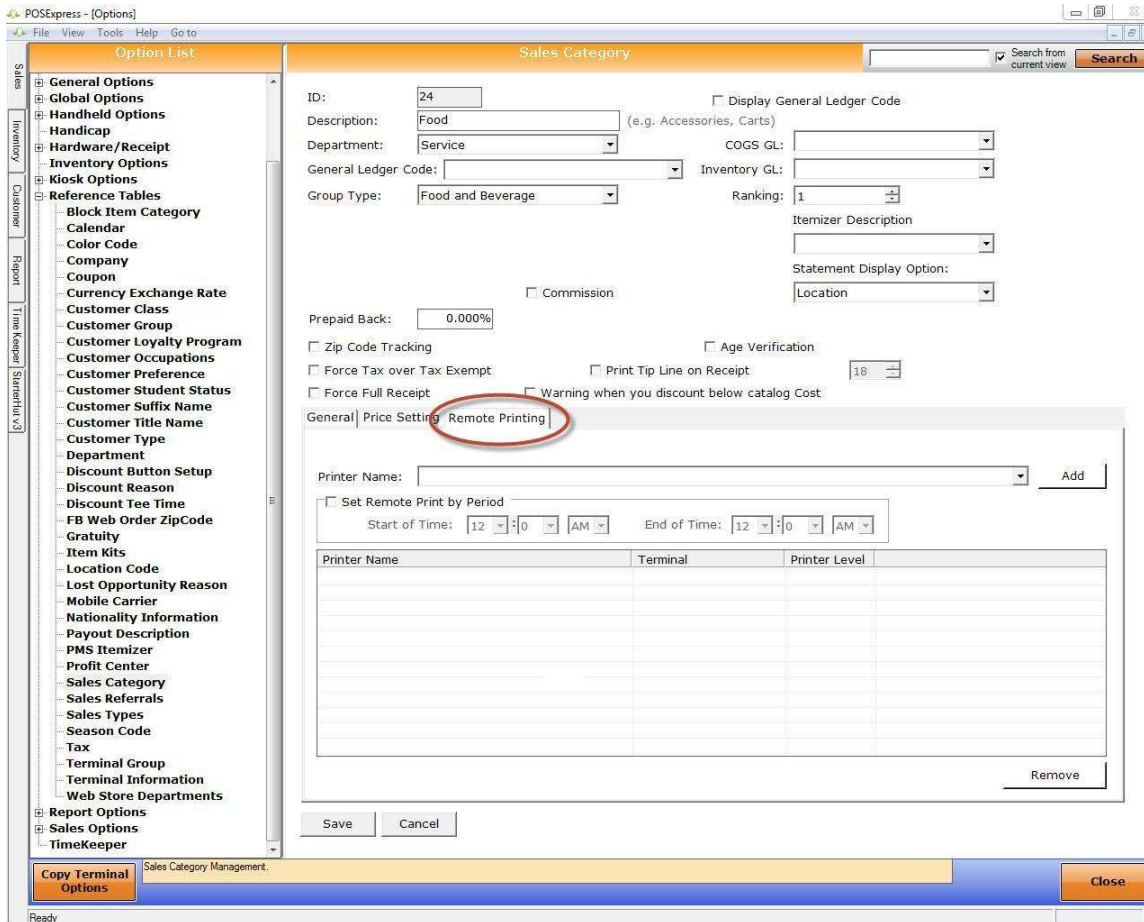 POSExpress - [Options]
File View Tools Help Go to
Option List
Sales Category
Search from current view
Search
Sales
Inventory
Customer
Report
Time Keeper
StarterHut v3
General Options
Global Options
Handheld Options
Handicap
Hardware/Receipt
Inventory Options
Kiosk Options
Reference Tables
Block Item Category
Calendar
Color Code
Company
Coupon
Currency Exchange Rate
Customer Class
Customer Group
Customer Loyalty Program
Customer Occupations
Customer Preference
Customer Student Status
Customer Suffix Name
Customer Title Name
Customer Type
Department
Discount Button Setup
Discount Reason
Discount Tee Time
FB Web Order ZipCode
Gratuity
Item Kits
Location Code
Lost Opportunity Reason
Mobile Carrier
Nationality Information
Payout Description
PMS Itemizer
Profit Center
Sales Category
Sales Referrals
Sales Types
Season Code
Tax
Terminal Group
Terminal Information
Web Store Departments
Report Options
Sales Options
TimeKeeper
ID: 24 Display General Ledger Code
Description: Food (e.g. Accessories, Carts)
Department: Service COGS GL:
General Ledger Code: Inventory GL:
Group Type: Food and Beverage Ranking: 1
Itemizer Description
Statement Display Option:
Commission Location
Prepaid Back: 0.000%
Zip Code Tracking Age Verification
Force Tax over Tax Exempt Print Tip Line on Receipt 18
Force Full Receipt Warning when you discount below catalog Cost
General Price Setting Remote Printing
Printer Name: Add
Set Remote Print by Period
Start of Time: 12 : 0 AM End of Time: 12 : 0 AM
Printer Name Terminal Printer Level
Remove
Save Cancel
Copy Terminal Options
Sales Category Management.
Close
Ready